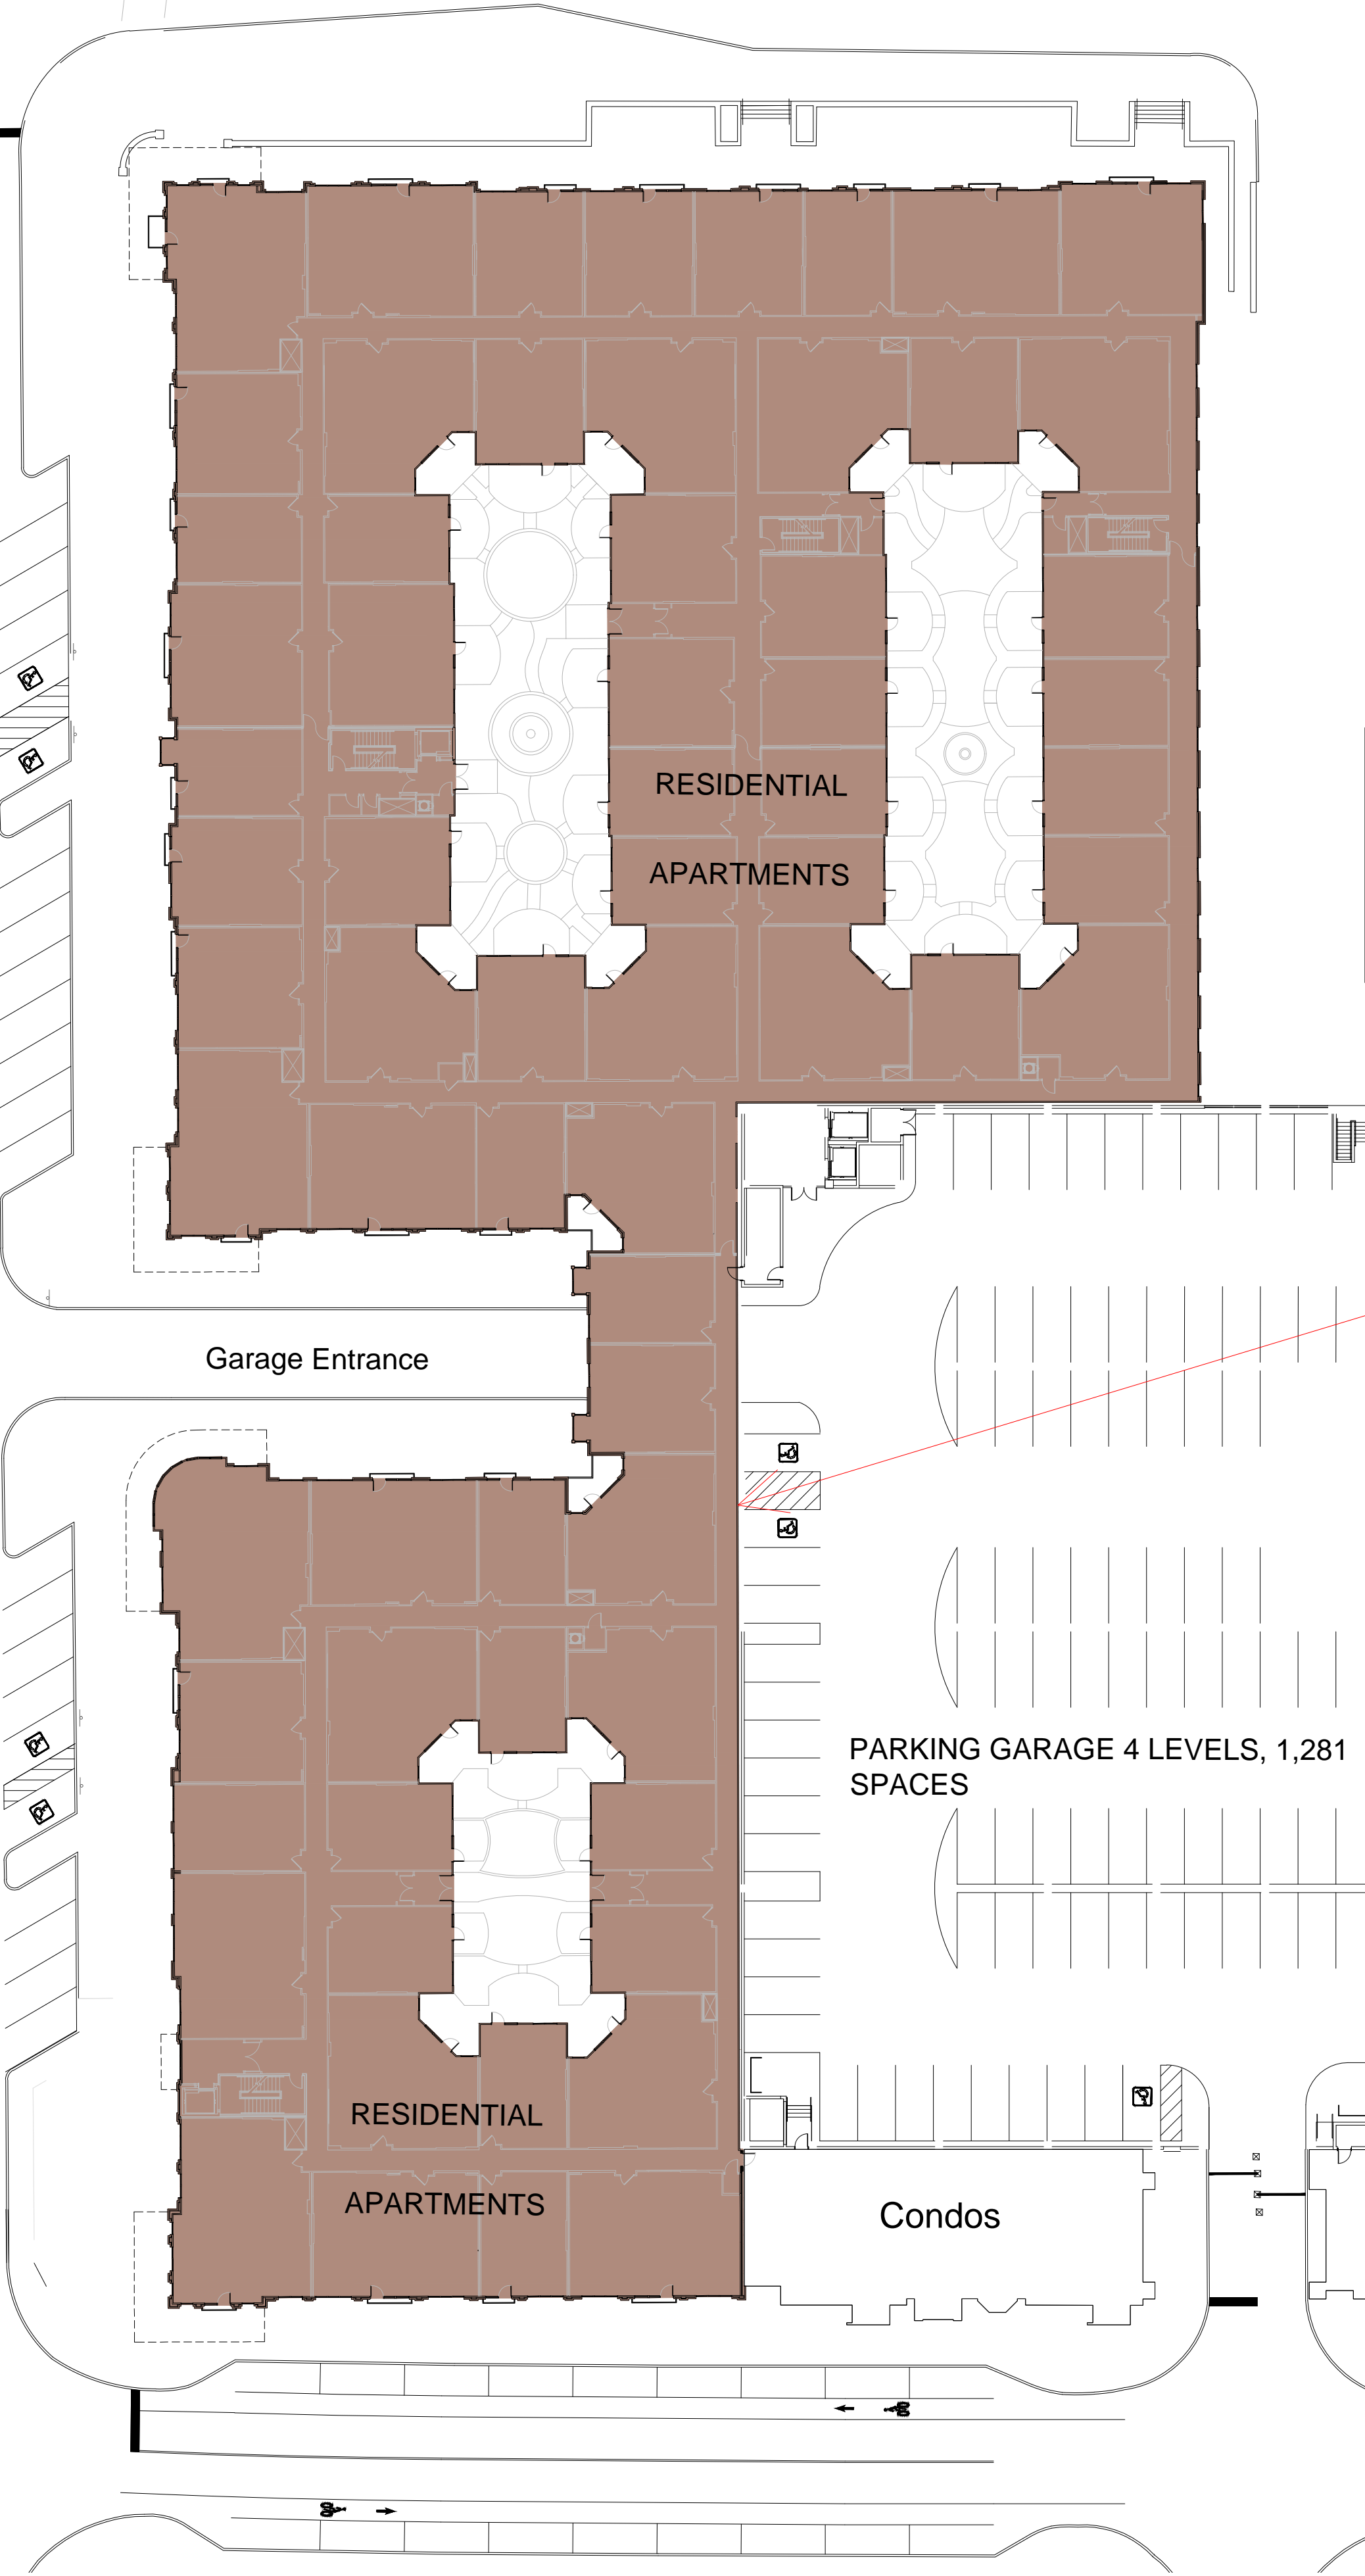 RESIDENTIAL
APARTMENTS
Garage Entrance
PARKING GARAGE 4 LEVELS, 1,281
SPACES
RESIDENTIAL
APARTMENTS
Condos